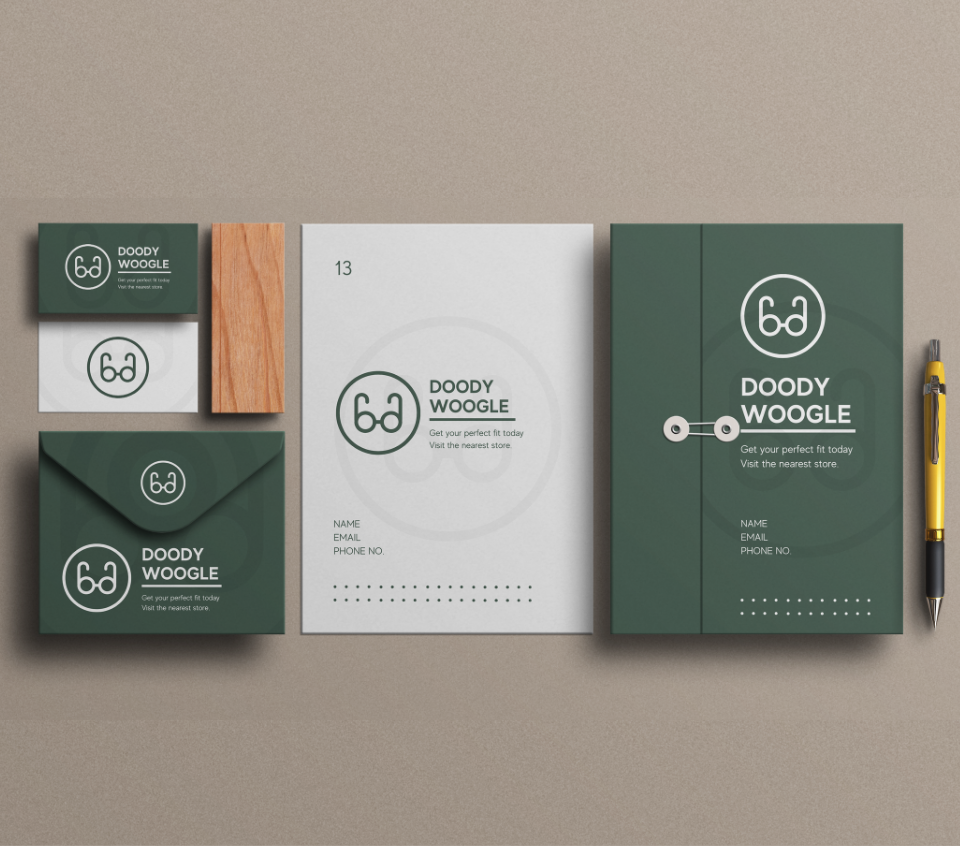 DOODY
WOOGLE
Get your perfect fit today
Visit the nearest store.
DOODY
WOOGLE
Get your perfect fit today
Visit the nearest store.
13
DOODY
WOOGLE
Get your perfect fit today
Visit the nearest store.
NAME
EMAIL
PHONE NO.
DOODY
WOOGLE
Get your perfect fit today
Visit the nearest store.
NAME
EMAIL
PHONE NO.